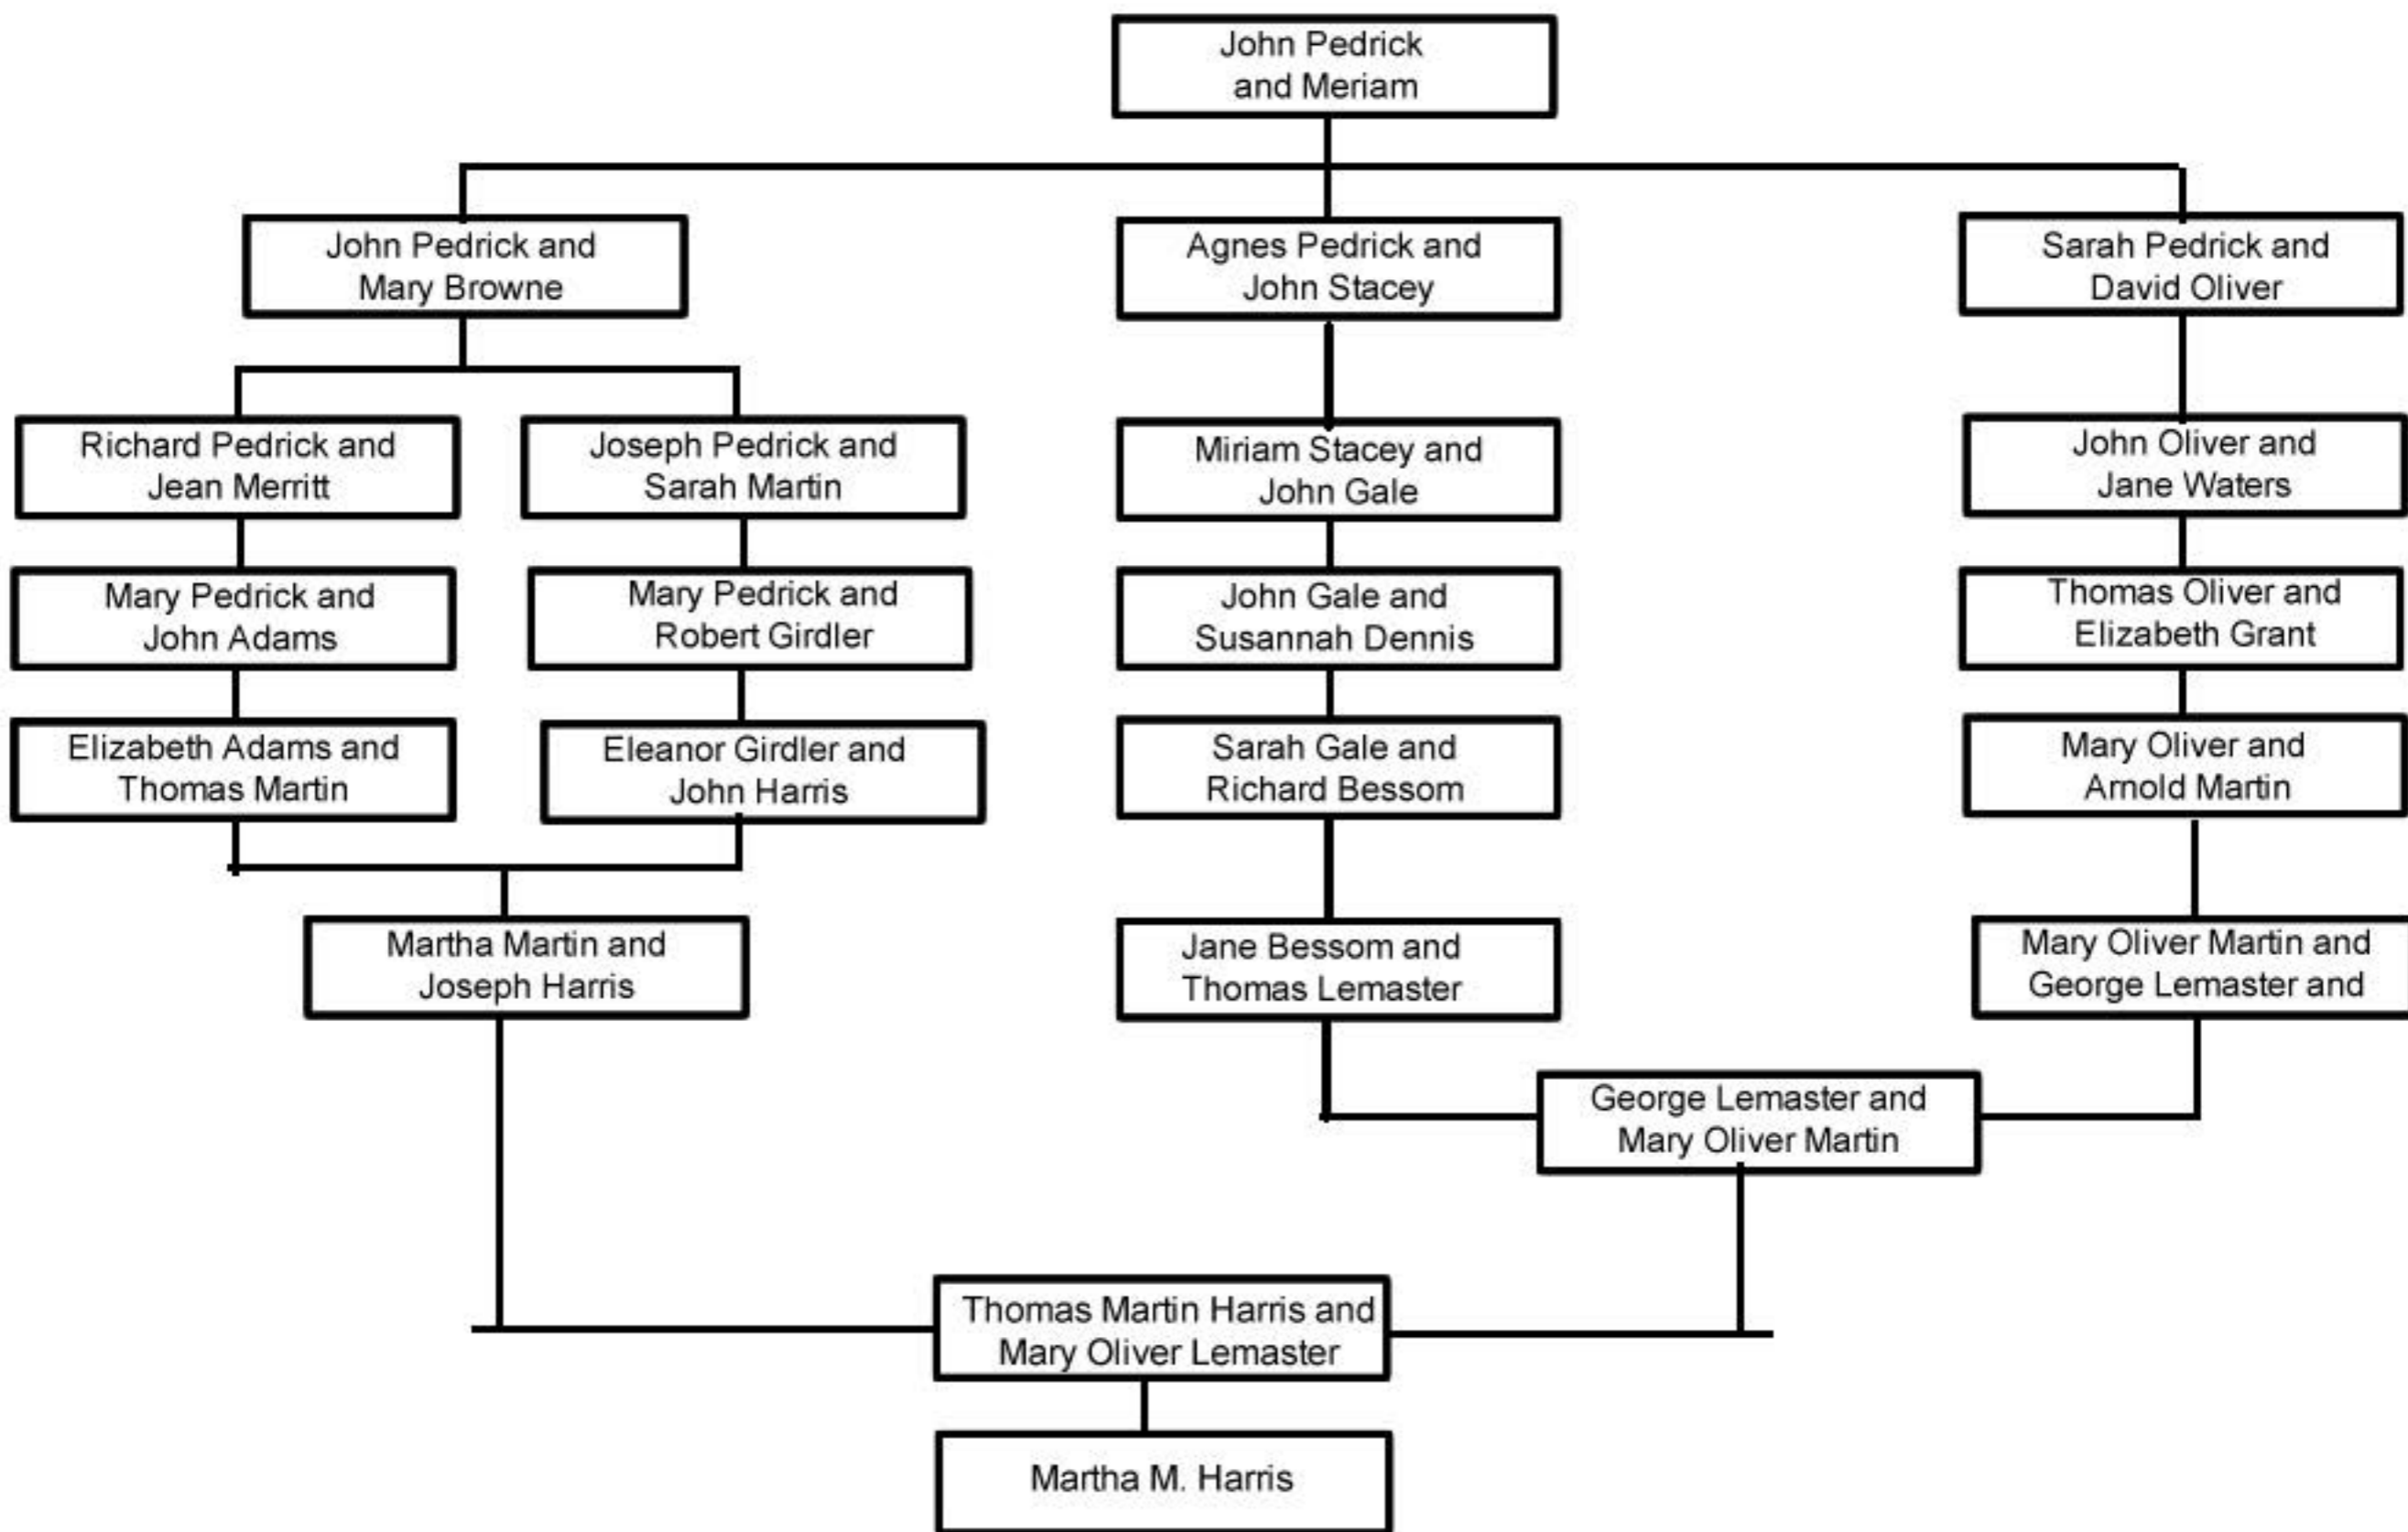 John Pedrick
and Meriam
John Pedrick and
Mary Browne
Agnes Pedrick and
John Stacey
Sarah Pedrick and
David Oliver
Richard Pedrick and
Jean Merritt
Joseph Pedrick and
Sarah Martin
Miriam Stacey and
John Gale
John Oliver and
Jane Waters
Mary Pedrick and
John Adams
Mary Pedrick and
Robert Girdler
John Gale and
Susannah Dennis
Thomas Oliver and
Elizabeth Grant
Elizabeth Adams and
Thomas Martin
Eleanor Girdler and
John Harris
Sarah Gale and
Richard Bessom
Mary Oliver and
Arnold Martin
Martha Martin and
Joseph Harris
Jane Bessom and
Thomas Lemaster
Mary Oliver Martin and
George Lemaster and
George Lemaster and
Mary Oliver Martin
Thomas Martin Harris and
Mary Oliver Lemaster
Martha M. Harris